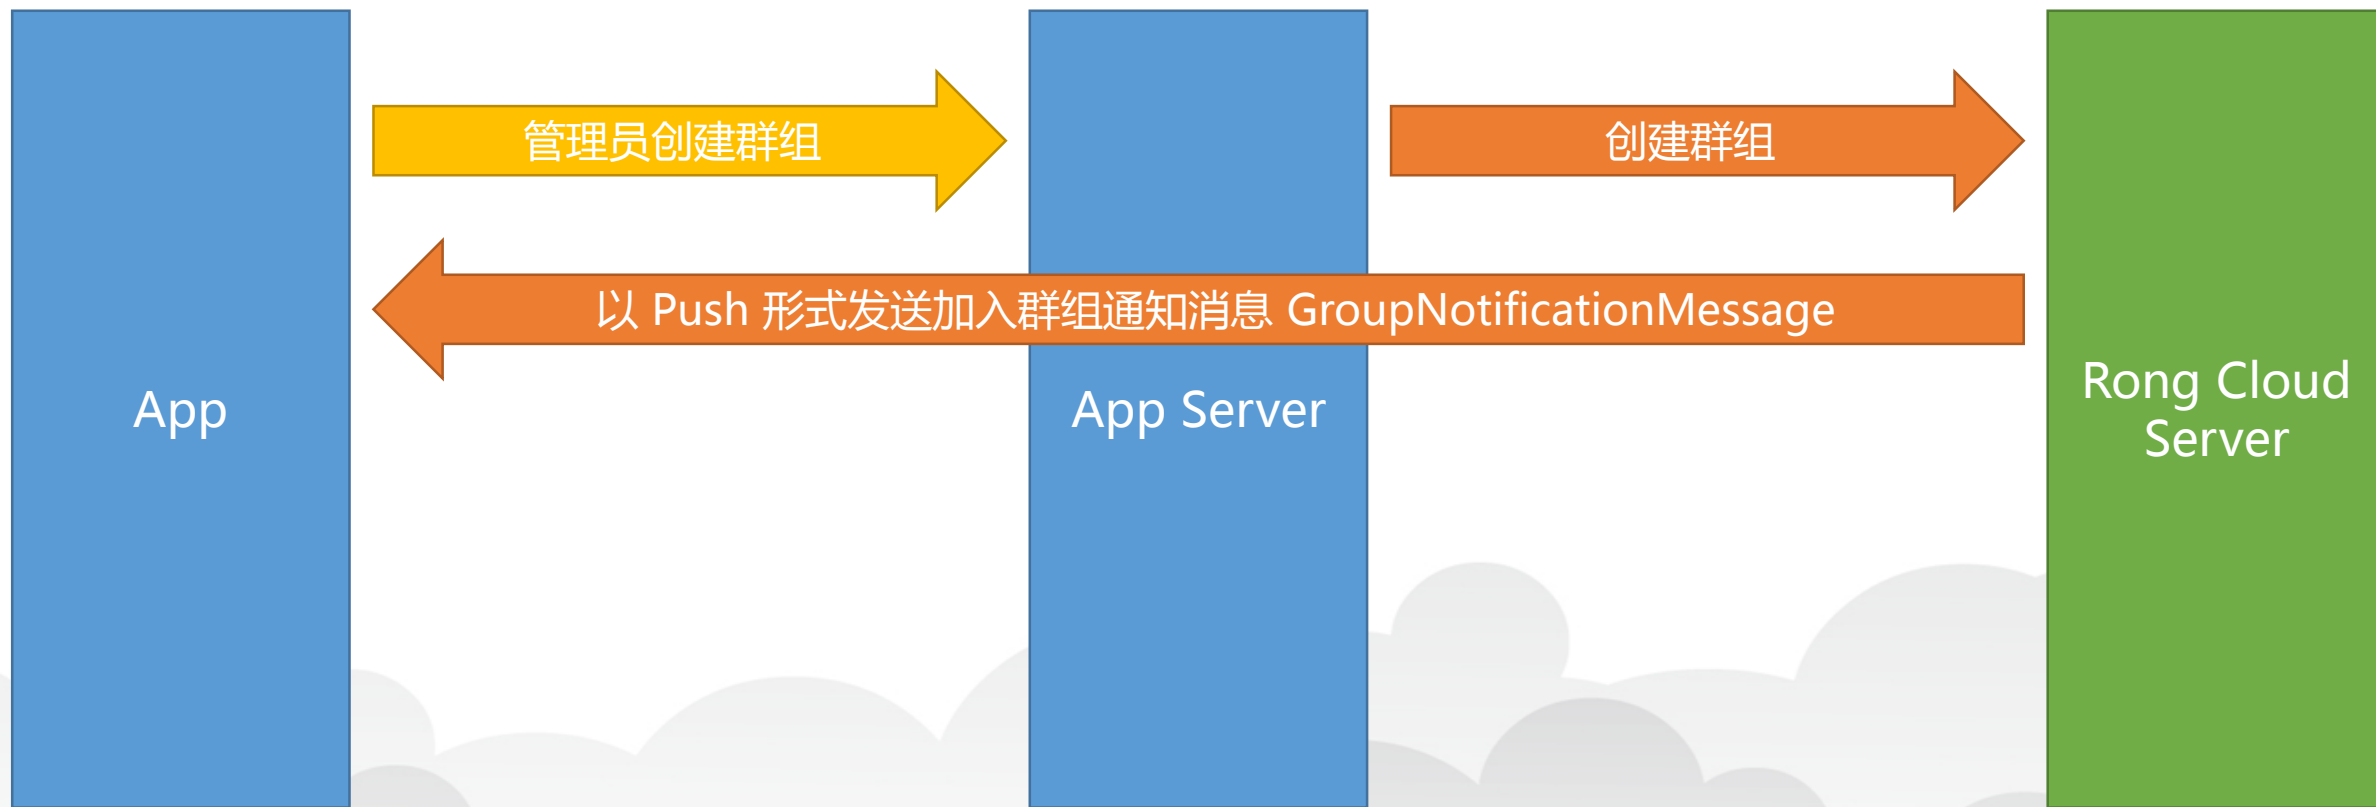 管理员创建群组
创建群组
以 Push 形式发送加入群组通知消息 GroupNotificationMessage
App
App Server
Rong Cloud
Server